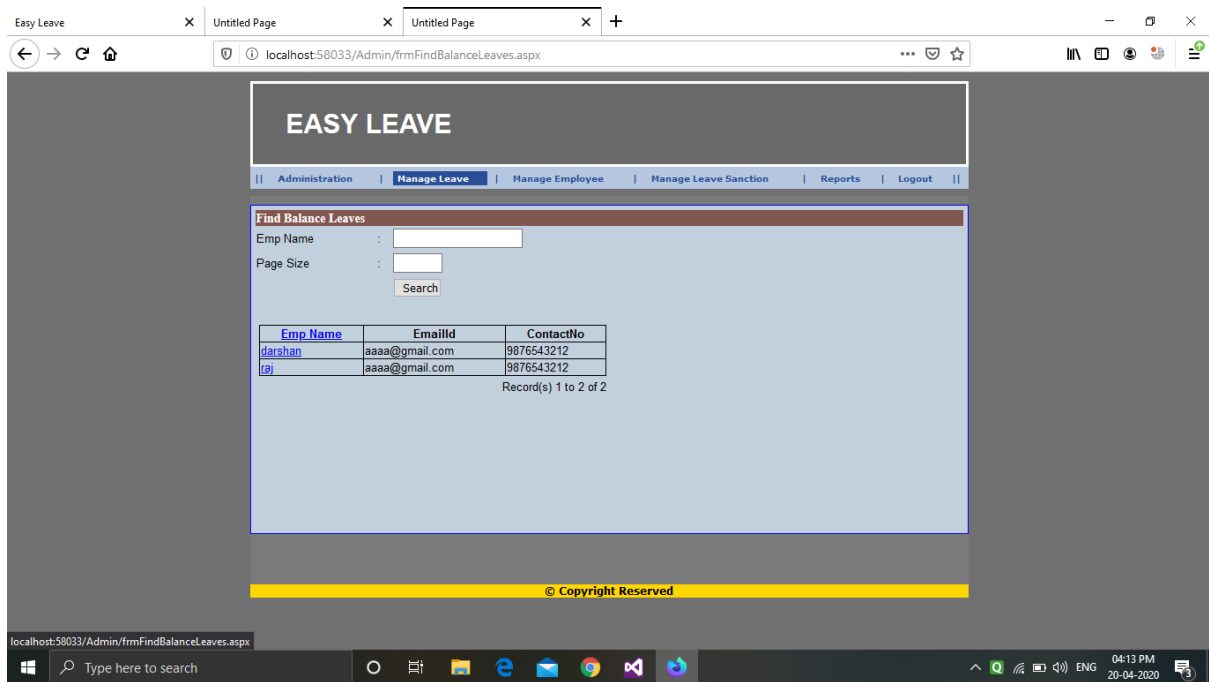 Easy Leave
Untitled Page
Untitled Page
localhost:58033/Admin/frmFindBalanceLeaves.aspx
EASY LEAVE
|| Administration | Manage Leave | Manage Employee | Manage Leave Sanction | Reports | Logout ||
Find Balance Leaves
Emp Name :
Page Size :
Search
Emp Name EmailId ContactNo
darshan aaaa@gmail.com 9876543212
raj aaaa@gmail.com 9876543212
Record(s) 1 to 2 of 2
© Copyright Reserved
localhost:58033/Admin/frmFindBalanceLeaves.aspx
Type here to search
Q
ENG
04:13 PM
20-04-2020
3